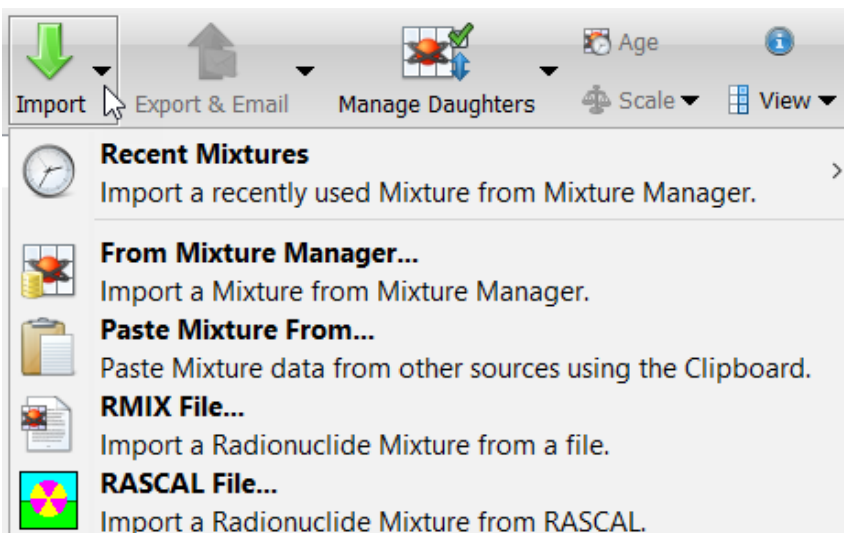 Age
Import
Export & Email
Manage Daughters
Scale
View
Recent Mixtures
Import a recently used Mixture from Mixture Manager.
From Mixture Manager...
Import a Mixture from Mixture Manager.
Paste Mixture From...
Paste Mixture data from other sources using the Clipboard.
RMIX File...
Import a Radionuclide Mixture from a file.
RASCAL File...
Import a Radionuclide Mixture from RASCAL.